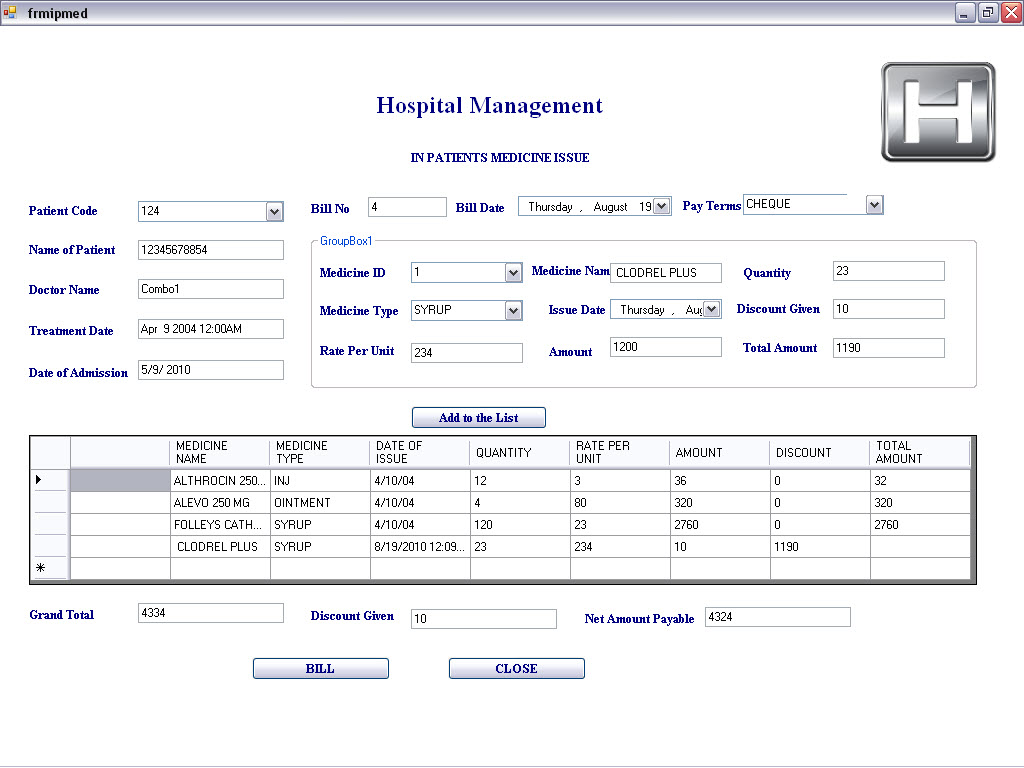 frmipmed
Hospital Management
H
IN PATIENTS MEDICINE ISSUE
Patient Code 124 Bill No 4 Bill Date Thursday , August 19 Pay Terms CHEQUE
GroupBox1
Name of Patient 12345678854
Medicine ID 1 Medicine Nam CLODREL PLUS Quantity 23
Doctor Name Combo1
Medicine Type SYRUP Issue Date Thursday , Aug Discount Given 10
Treatment Date Apr 9 2004 12:00AM
Rate Per Unit 234 Amount 1200 Total Amount 1190
Date of Admission 5/9/ 2010
Add to the List
MEDICINE NAME MEDICINE TYPE DATE OF ISSUE QUANTITY RATE PER UNIT AMOUNT DISCOUNT TOTAL AMOUNT
ALTHROCIN 250... INJ 4/10/04 12 3 36 0 32
ALEVO 250 MG OINTMENT 4/10/04 4 80 320 0 320
FOLLEYS CATH... SYRUP 4/10/04 120 23 2760 0 2760
CLODREL PLUS SYRUP 8/19/2010 12:09... 23 234 10 1190
Grand Total 4334 Discount Given 10 Net Amount Payable 4324
BILL CLOSE